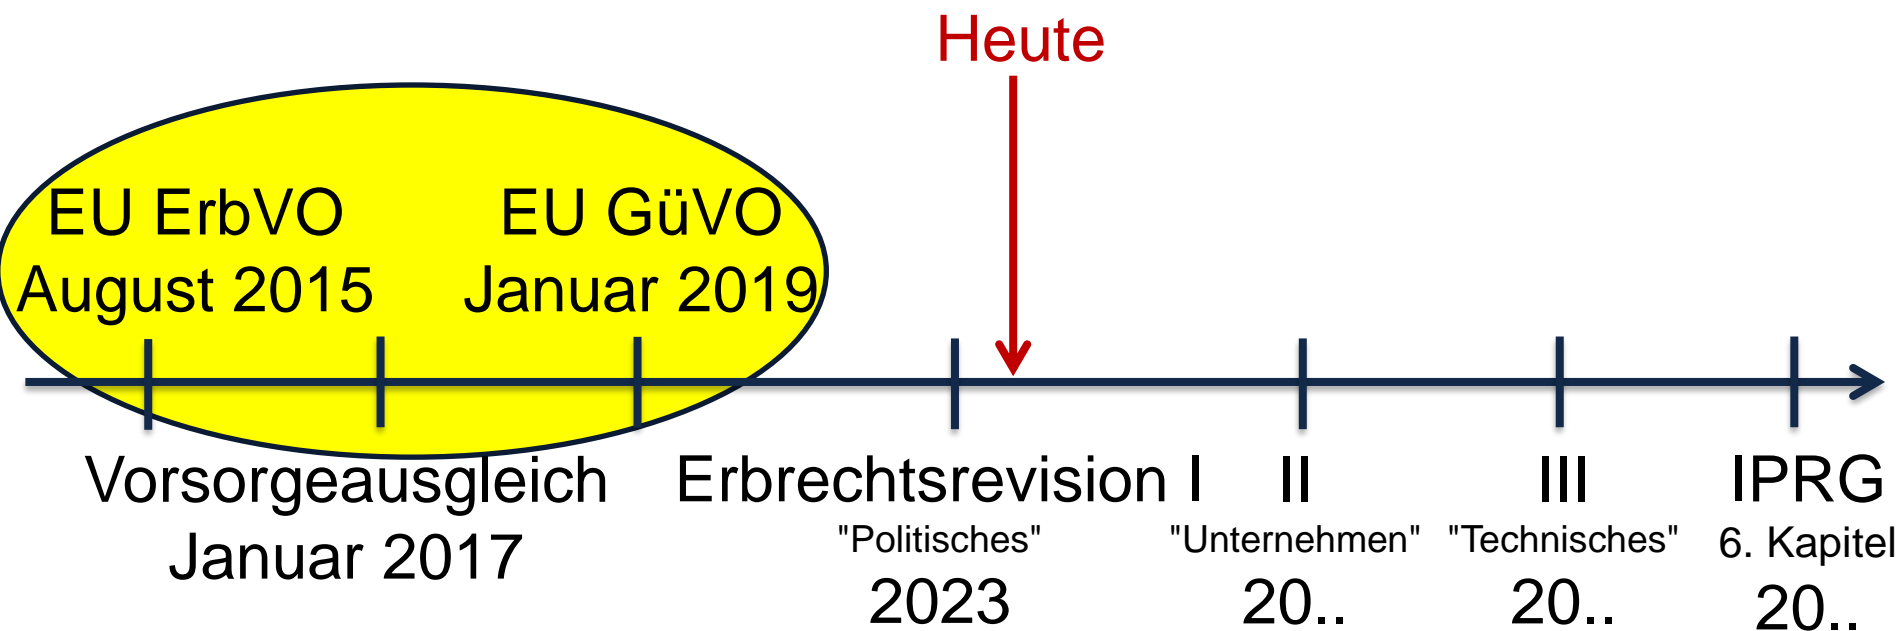 Heute
EU ErbVO
August 2015
EU GüVO
Januar 2019
Vorsorgeausgleich
Januar 2017
Erbrechtsrevision I
"Politisches"
2023
II
"Unternehmen"
20..
III
"Technisches"
20..
IPRG
6. Kapitel
20..